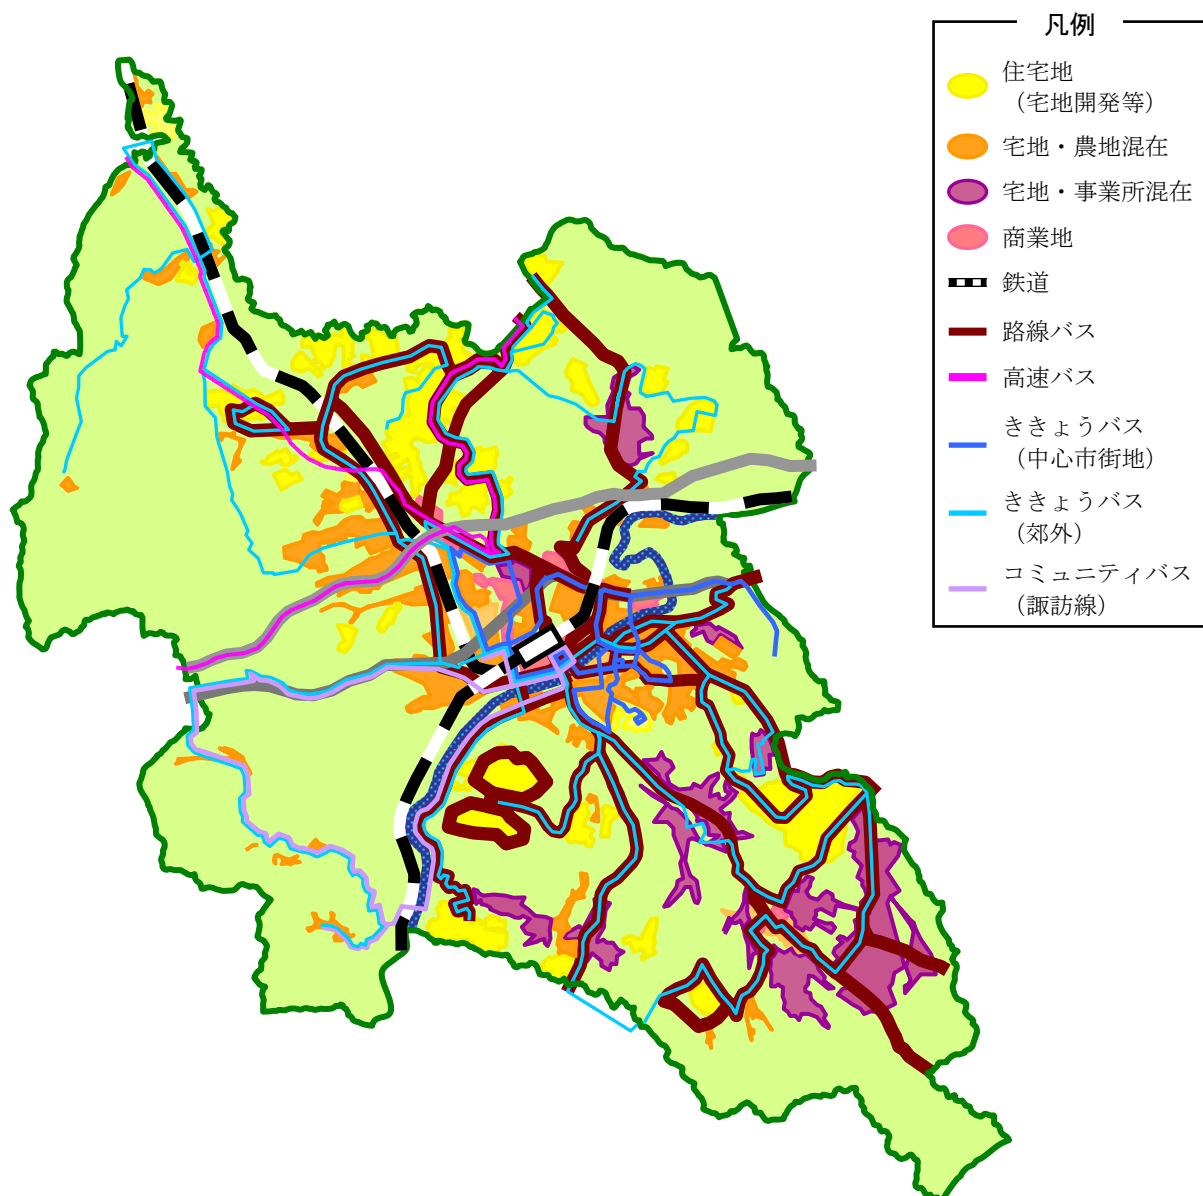 凡例
住宅地
（宅地開発等）
宅地・農地混在
宅地・事業所混在
商業地
鉄道
路線バス
高速バス
ききょうバス
（中心市街地）
ききょうバス
（郊外）
コミュニティバス
（諏訪線）